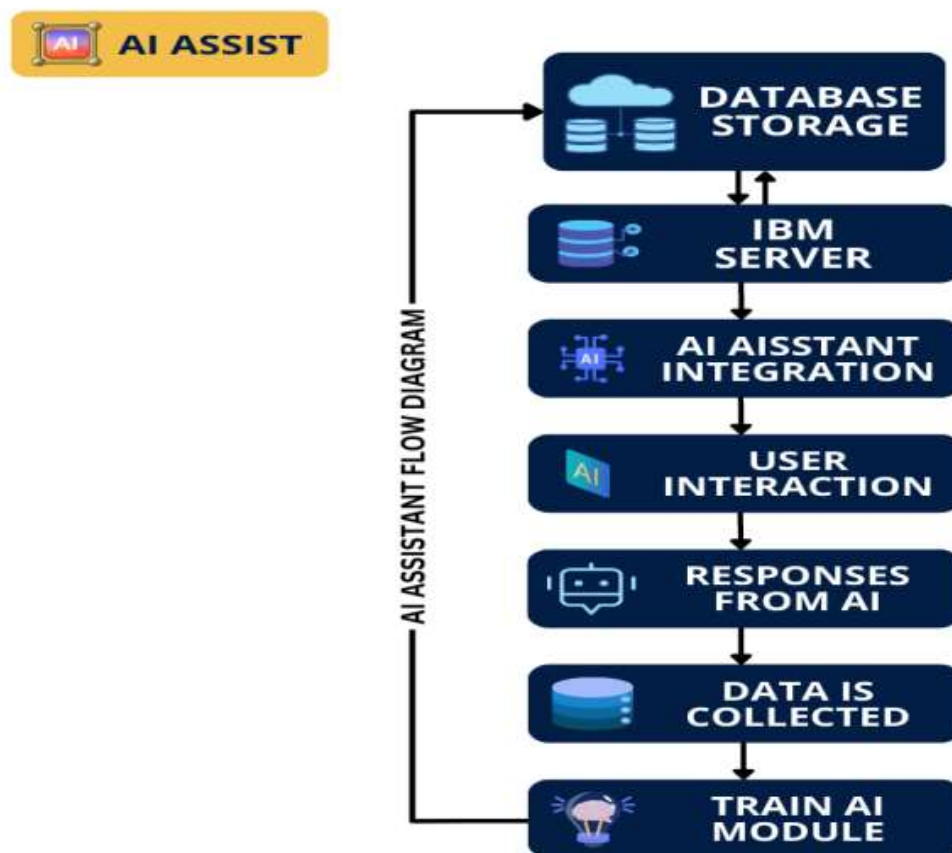 AI
AI ASSIST
DATABASE
STORAGE
IBM
SERVER
AI
AI AISSTANT
INTEGRATION
AI
USER
INTERACTION
RESPONSES
FROM AI
DATA IS
COLLECTED
TRAIN AI
MODULE
AI ASSISTANT FLOW DIAGRAM